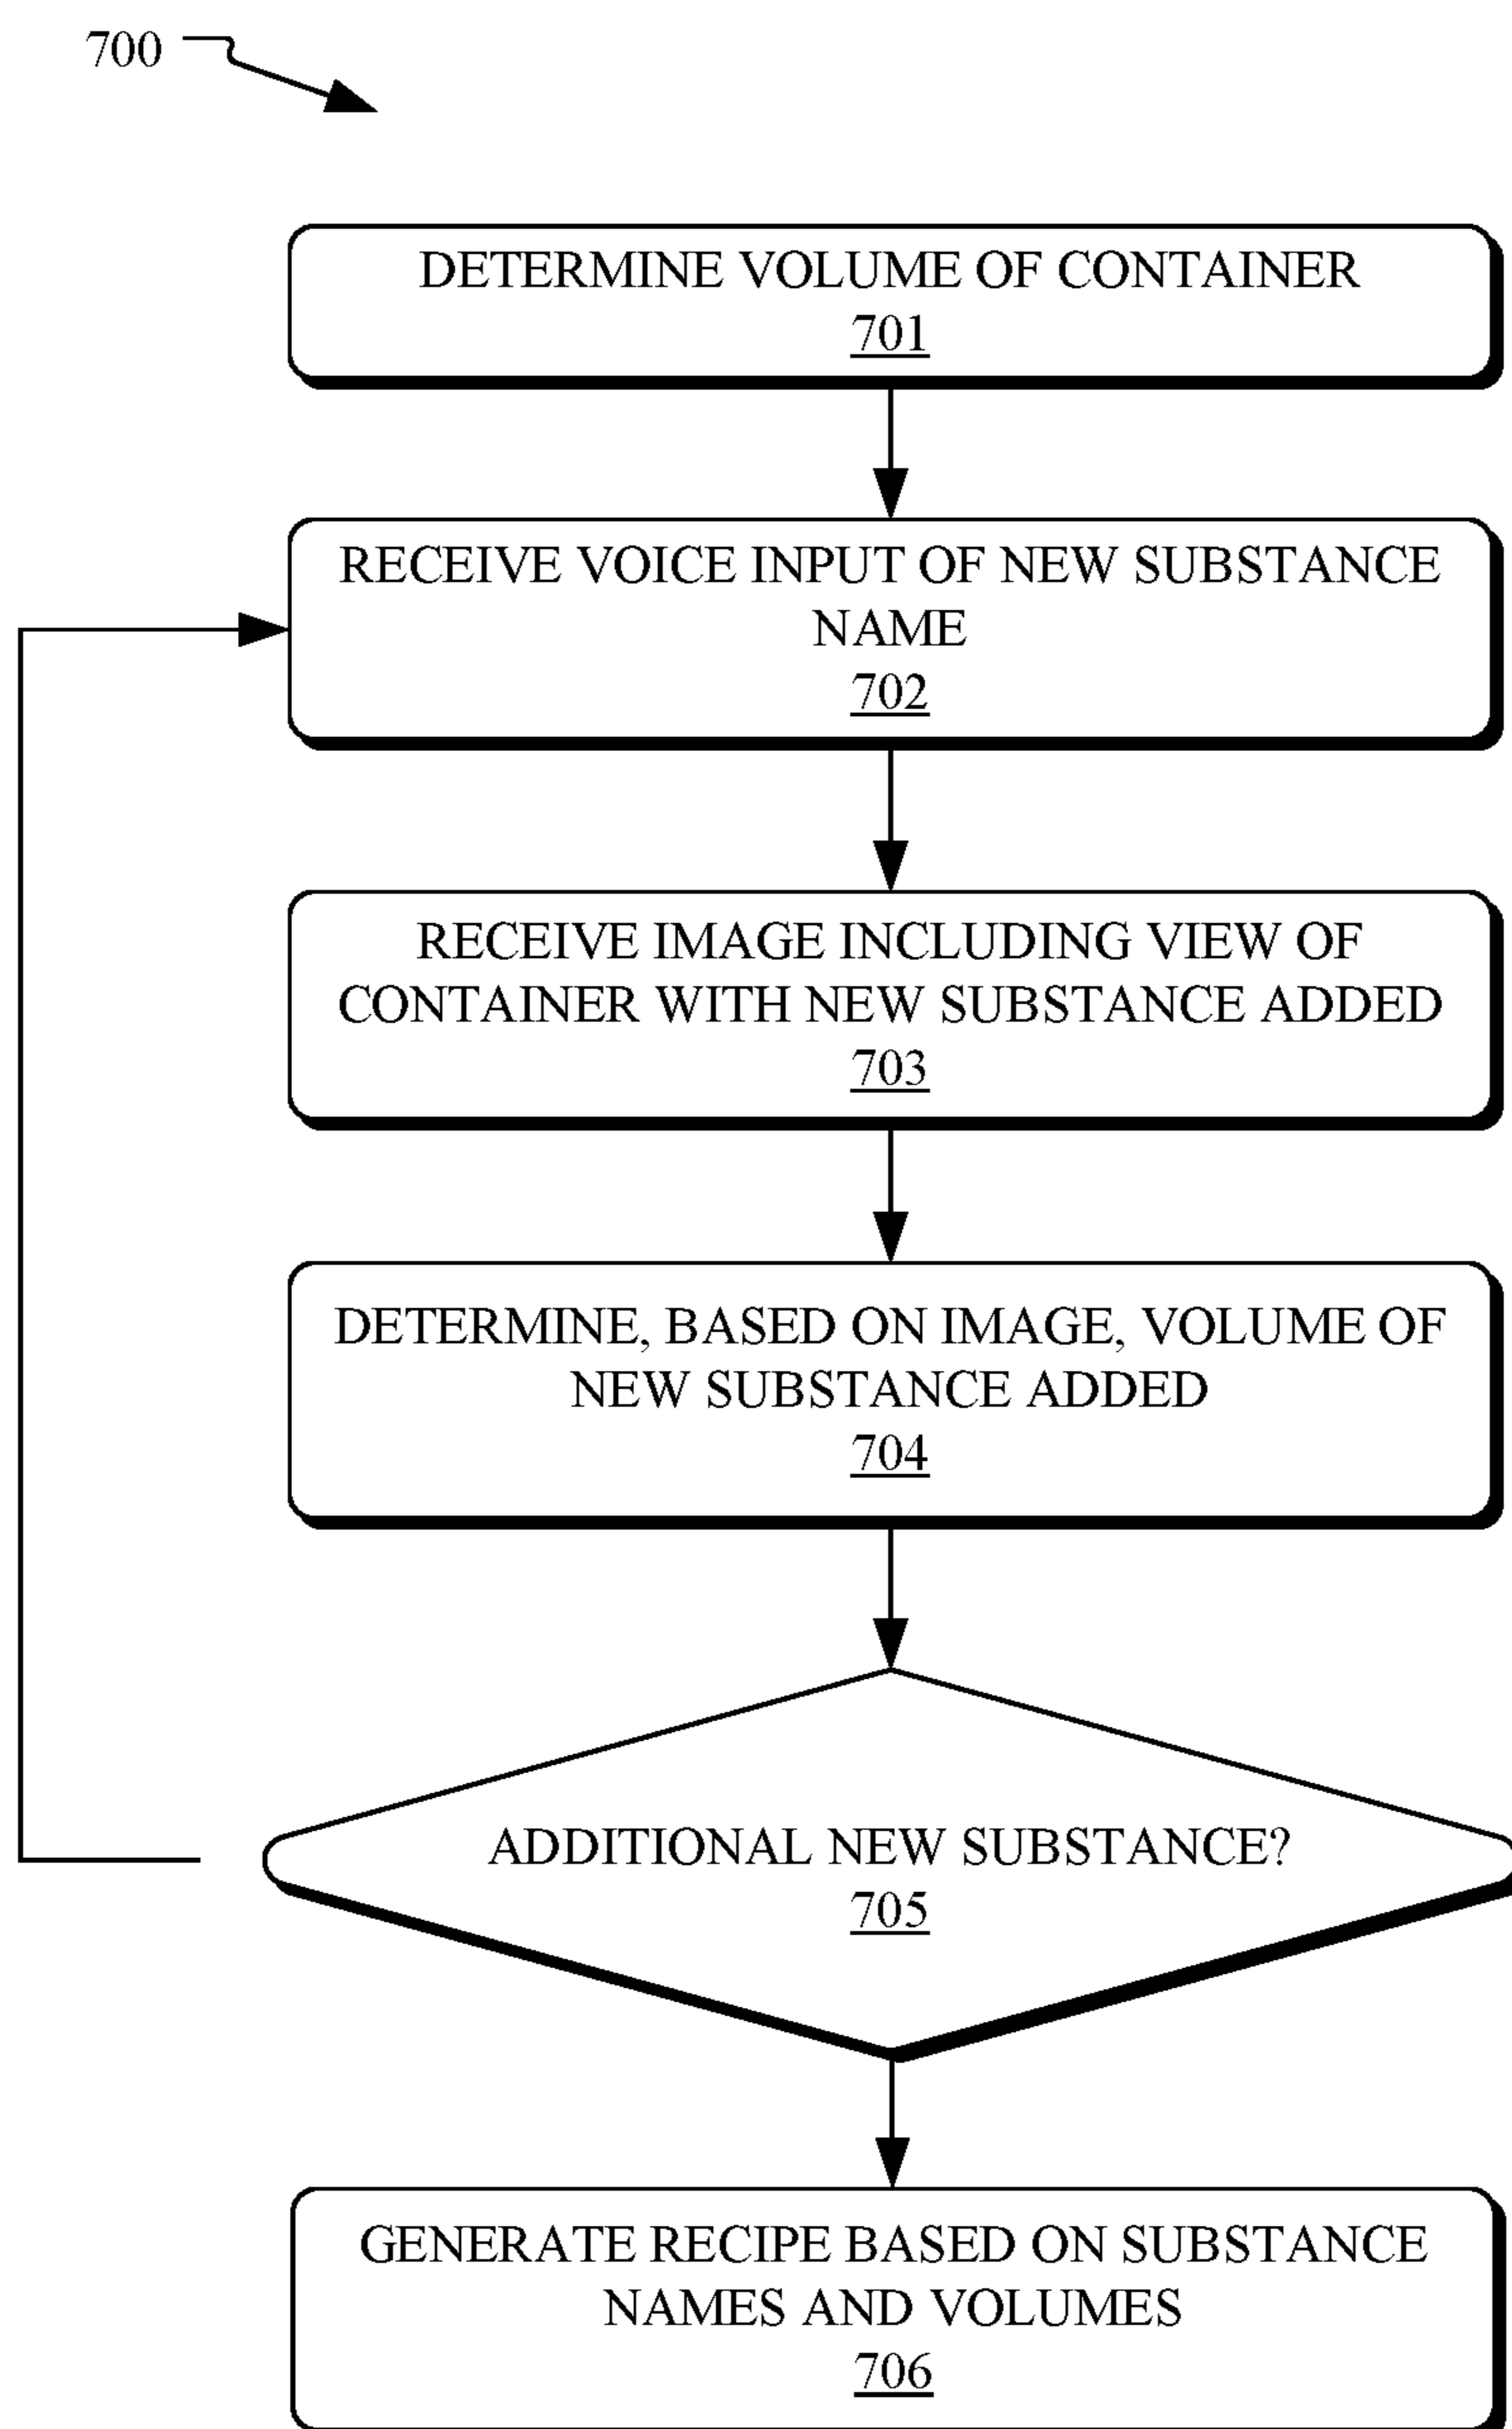 700
DETERMINE VOLUME OF CONTAINER
701
RECEIVE VOICE INPUT OF NEW SUBSTANCE
NAME
702
RECEIVE IMAGE INCLUDING VIEW OF
CONTAINER WITH NEW SUBSTANCE ADDED
703
DETERMINE, BASED ON IMAGE, VOLUME OF
NEW SUBSTANCE ADDED
704
ADDITIONAL NEW SUBSTANCE?
705
GENERATE RECIPE BASED ON SUBSTANCE
NAMES AND VOLUMES
706